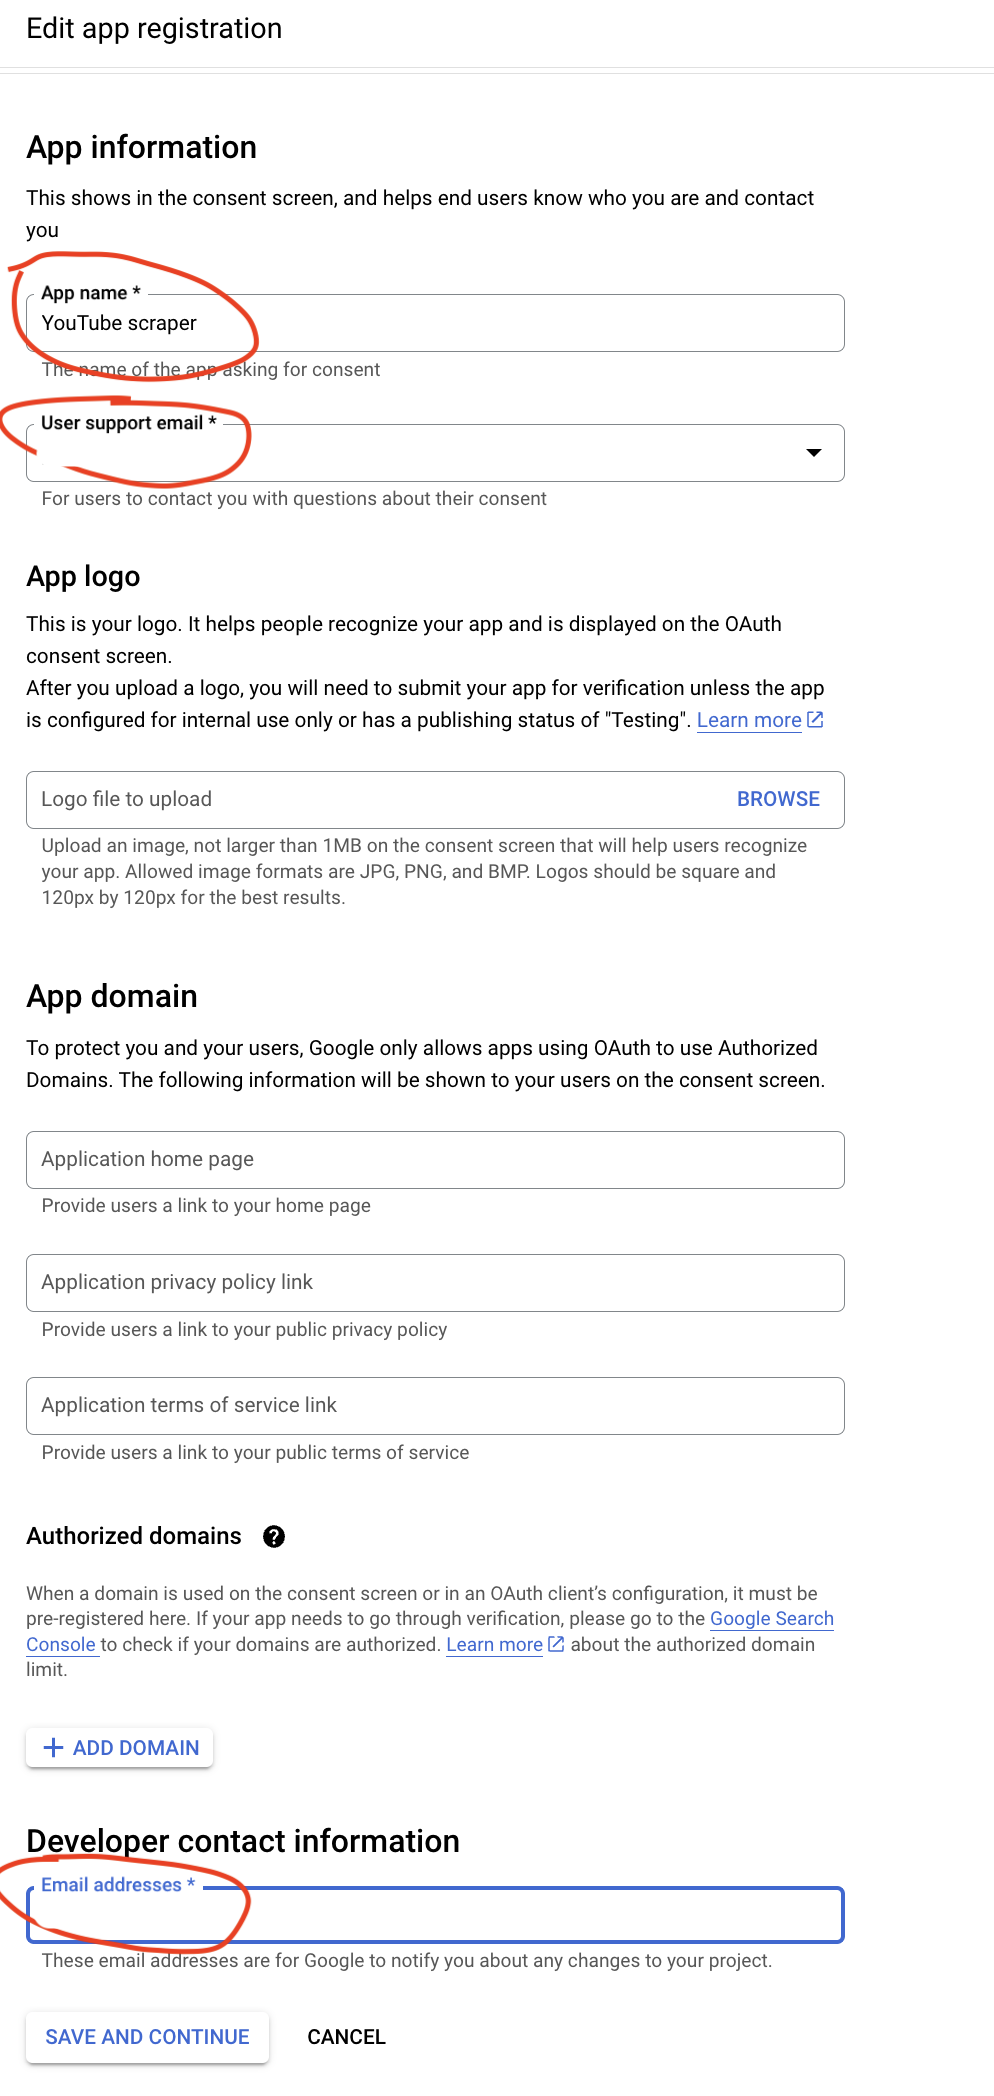 Edit app registration
App information
This shows in the consent screen, and helps end users know who you are and contact
you
App name *
YouTube scraper
The name of the app asking for consent
User support email *
For users to contact you with questions about their consent
App logo
This is your logo. It helps people recognize your app and is displayed on the OAuth
consent screen.
After you upload a logo, you will need to submit your app for verification unless the app
is configured for internal use only or has a publishing status of "Testing". Learn more
Logo file to upload BROWSE
Upload an image, not larger than 1MB on the consent screen that will help users recognize
your app. Allowed image formats are JPG, PNG, and BMP. Logos should be square and
120px by 120px for the best results.
App domain
To protect you and your users, Google only allows apps using OAuth to use Authorized
Domains. The following information will be shown to your users on the consent screen.
Application home page
Provide users a link to your home page
Application privacy policy link
Provide users a link to your public privacy policy
Application terms of service link
Provide users a link to your public terms of service
Authorized domains ?
When a domain is used on the consent screen or in an OAuth client’s configuration, it must be
pre-registered here. If your app needs to go through verification, please go to the Google Search
Console to check if your domains are authorized. Learn more about the authorized domain
limit.
+ ADD DOMAIN
Developer contact information
Email addresses *
These email addresses are for Google to notify you about any changes to your project.
SAVE AND CONTINUE CANCEL